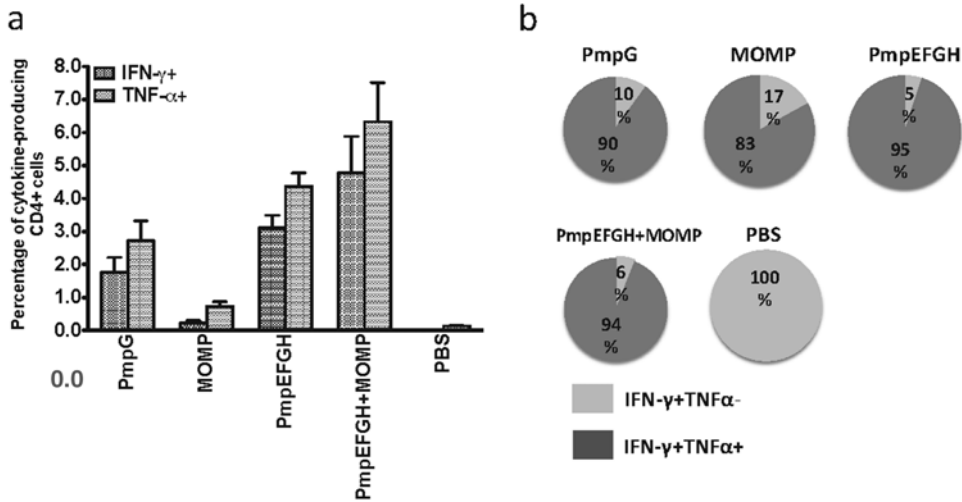 a
Percentage of cytokine-producing
CD4+ cells
8.0
7.0
6.0
5.0
4.0
3.0
2.0
1.0
0.0
0.0
IFN-γ+
TNF-α+
PmpG
MOMP
PmpEFGH
PmpEFGH+MOMP
PBS
b
PmpG
10
%
90
%
MOMP
17
%
83
%
PmpEFGH
5
%
95
%
PmpEFGH+MOMP
6
%
94
%
PBS
100
%
IFN-γ+TNFα-
IFN-γ+TNFα+